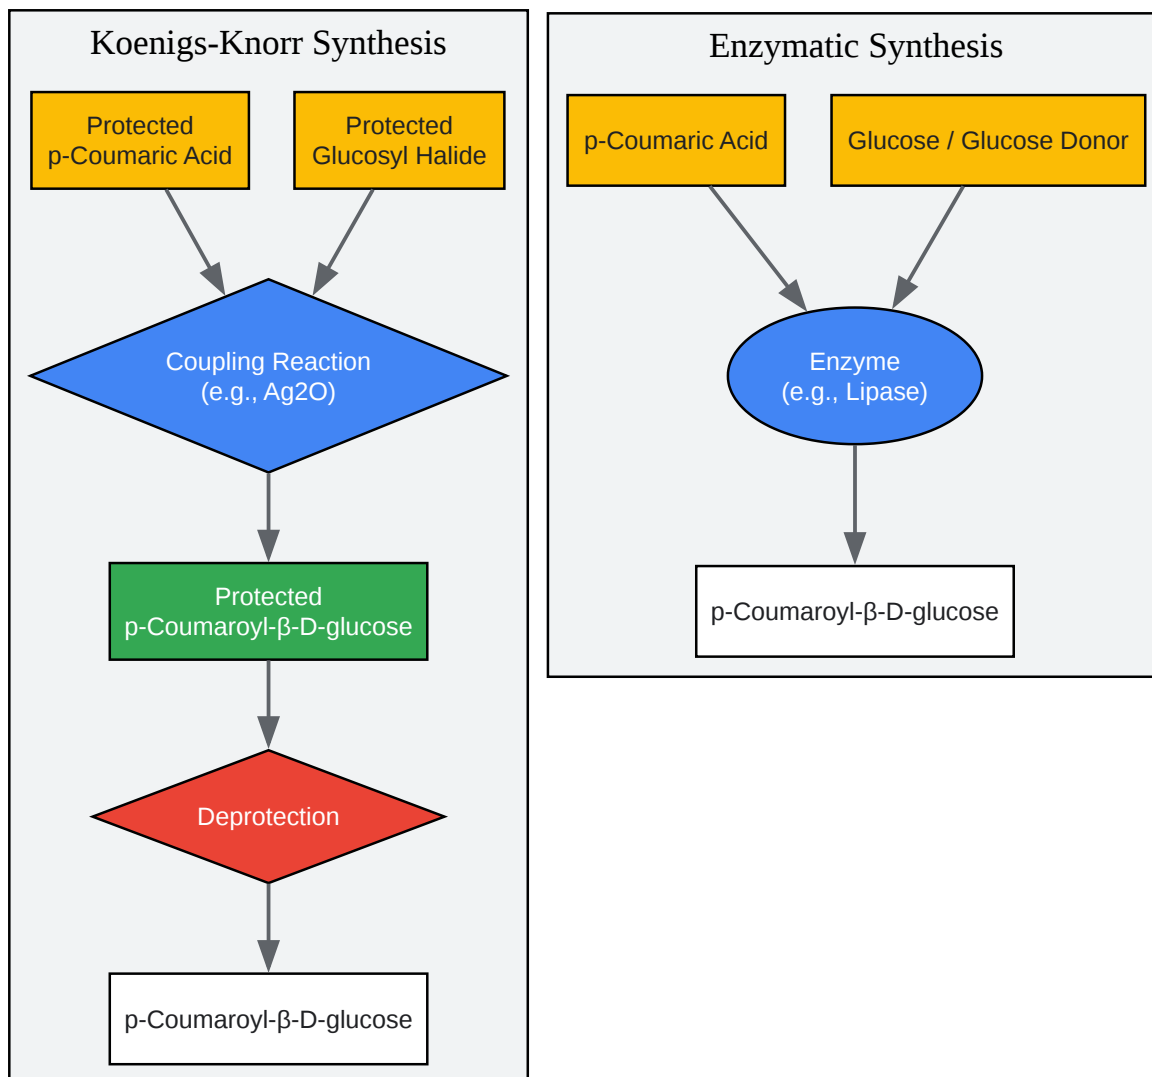 Koenigs-Knorr Synthesis
Protected
p-Coumaric Acid
Protected
Glucosyl Halide
Coupling Reaction
(e.g., Ag2O)
Protected
p-Coumaroyl-β-D-glucose
Deprotection
p-Coumaroyl-β-D-glucose
Enzymatic Synthesis
p-Coumaric Acid
Glucose / Glucose Donor
Enzyme
(e.g., Lipase)
p-Coumaroyl-β-D-glucose